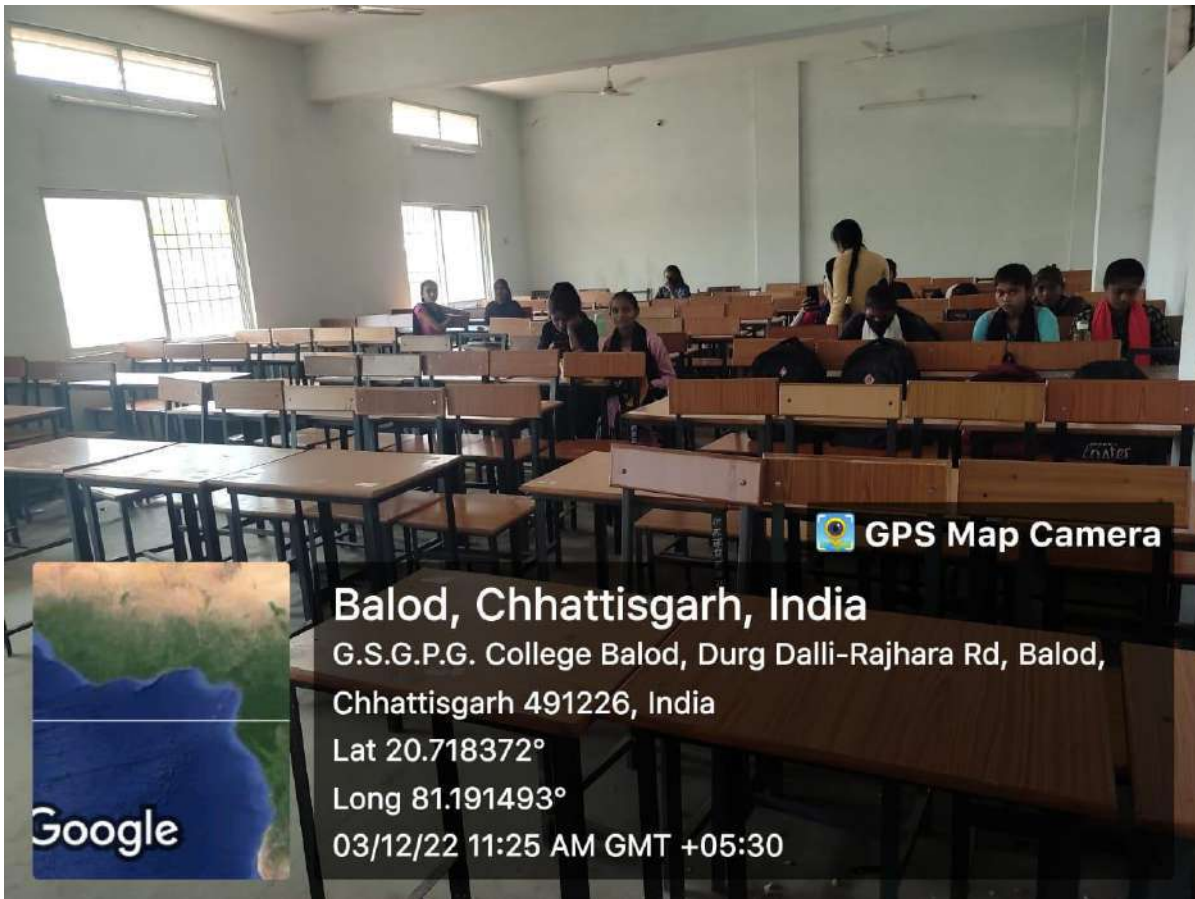 GPS Map Camera
Balod, Chhattisgarh, India
G.S.G.P.G. College Balod, Durg Dalli-Rajhara Rd, Balod,
Chhattisgarh 491226, India
Lat 20.718372°
Long 81.191493°
03/12/22 11:25 AM GMT +05:30
Google